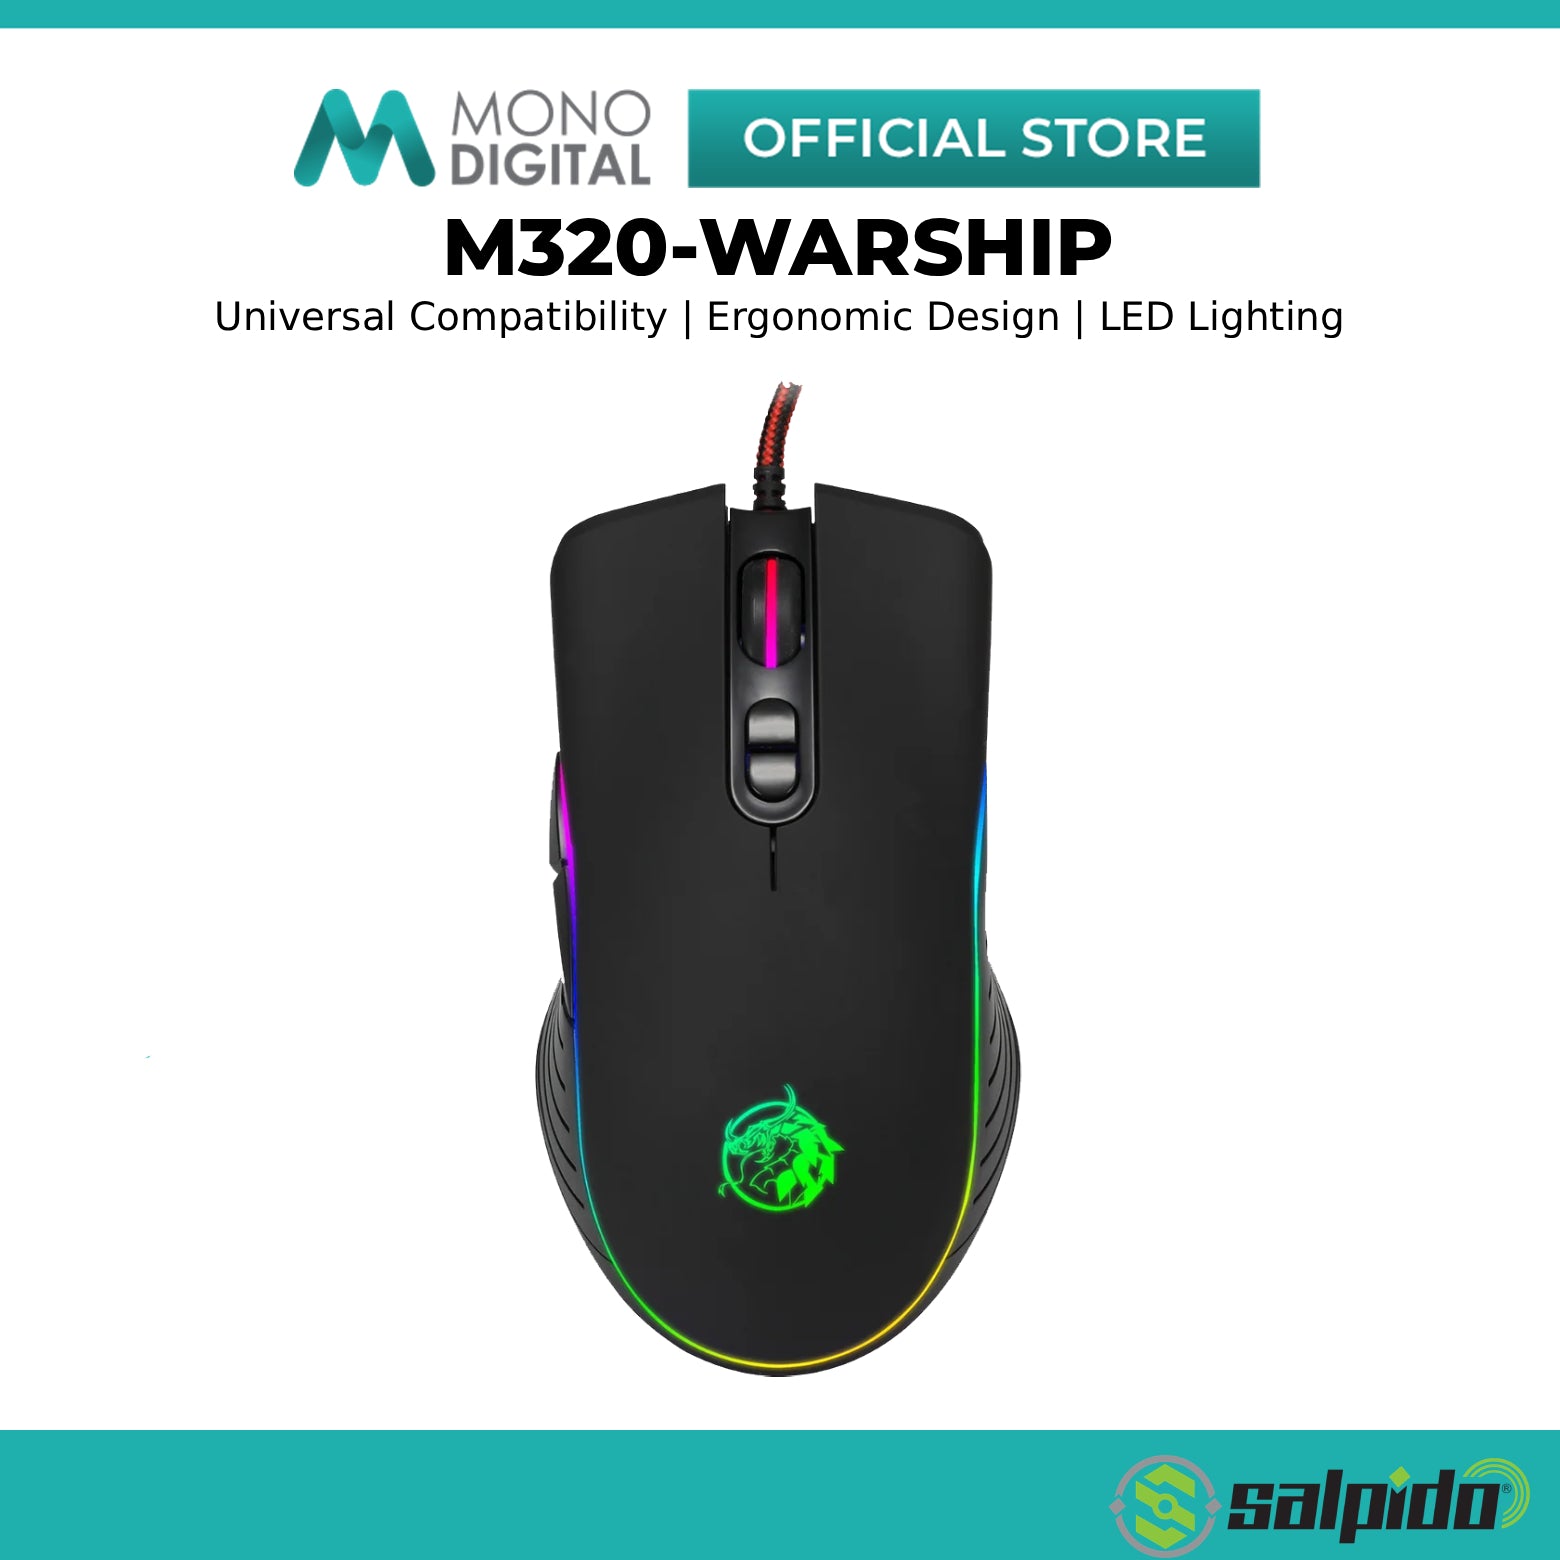 MONO
DIGITAL
OFFICIAL STORE
M320-WARSHIP
Universal Compatibility | Ergonomic Design | LED Lighting
salpido®